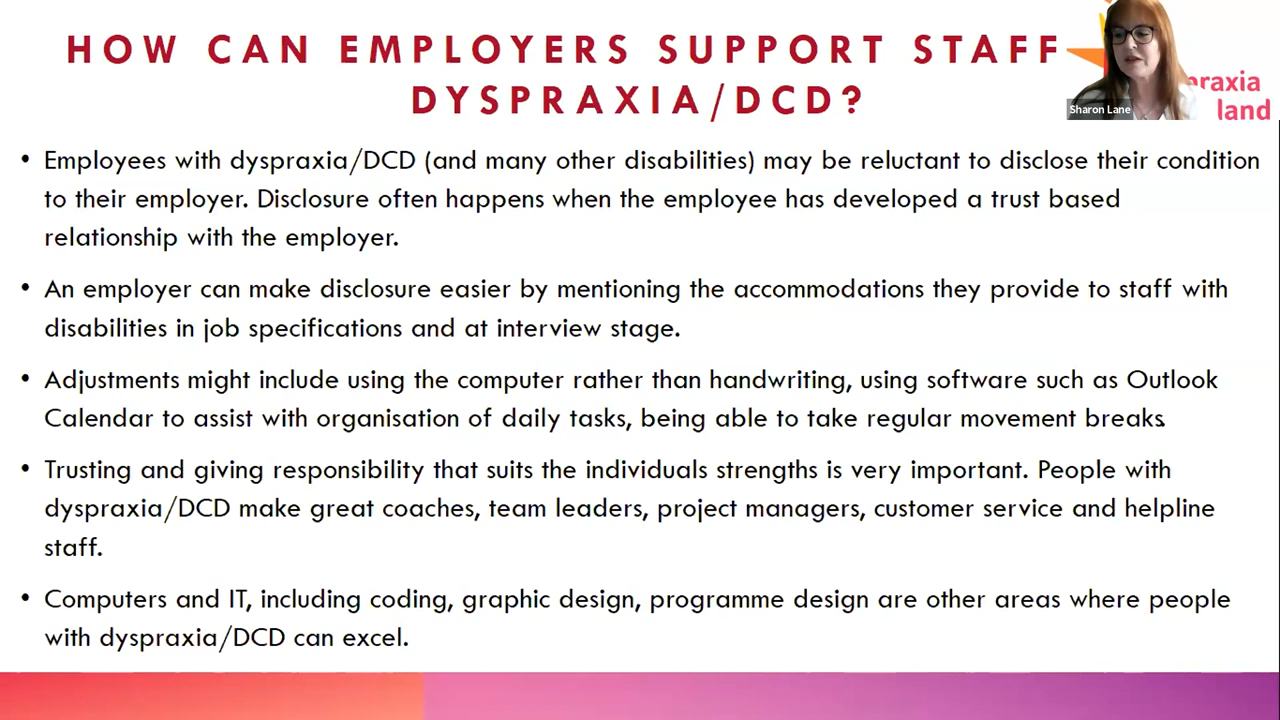 HOW CAN EMPLOYERS SUPPORT STAFF
DYSPRAXIA/DCD?
Sharon Lane
praxia
land
• Employees with dyspraxia/DCD (and many other disabilities) may be reluctant to disclose their condition
to their employer. Disclosure often happens when the employee has developed a trust based
relationship with the employer.
• An employer can make disclosure easier by mentioning the accommodations they provide to staff with
disabilities in job specifications and at interview stage.
• Adjustments might include using the computer rather than handwriting, using software such as Outlook
Calendar to assist with organisation of daily tasks, being able to take regular movement breaks.
• Trusting and giving responsibility that suits the individuals strengths is very important. People with
dyspraxia/DCD make great coaches, team leaders, project managers, customer service and helpline
staff.
• Computers and IT, including coding, graphic design, programme design are other areas where people
with dyspraxia/DCD can excel.